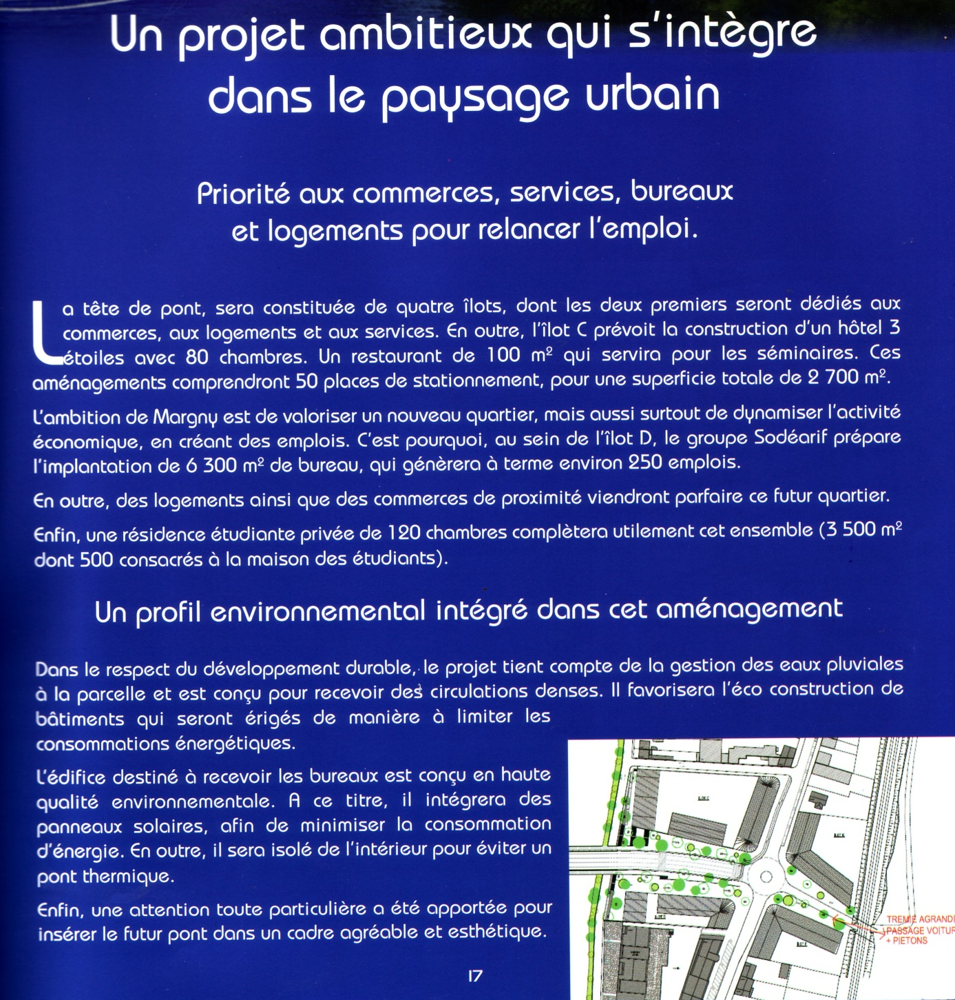 Un projet ambitieux qui s'intègre
dans le paysage urbain
Priorité aux commerces, services, bureaux
et logements pour relancer l'emploi.
La tête de pont, sera constituée de quatre îlots, dont les deux premiers seront dédiés aux
commerces, aux logements et aux services. En outre, l'îlot C prévoit la construction d'un hôtel 3
étoiles avec 80 chambres. Un restaurant de 100 m² qui servira pour les séminaires. Ces
aménagements comprendront 50 places de stationnement, pour une superficie totale de 2 700 m².
L'ambition de Margny est de valoriser un nouveau quartier, mais aussi surtout de dynamiser l'activité
économique, en créant des emplois. C'est pourquoi, au sein de l'îlot D, le groupe Sodéarif prépare
l'implantation de 6 300 m² de bureau, qui génèrera à terme environ 250 emplois.
En outre, des logements ainsi que des commerces de proximité viendront parfaire ce futur quartier.
Enfin, une résidence étudiante privée de 120 chambres complètera utilement cet ensemble (3 500 m²
dont 500 consacrés à la maison des étudiants).
Un profil environnemental intégré dans cet aménagement
Dans le respect du développement durable, le projet tient compte de la gestion des eaux pluviales
à la parcelle et est conçu pour recevoir des circulations denses. Il favorisera l'éco construction de
bâtiments qui seront érigés de manière à limiter les
consommations énergétiques.
L'édifice destiné à recevoir les bureaux est conçu en haute
qualité environnementale. A ce titre, il intégrera des
panneaux solaires, afin de minimiser la consommation
d'énergie. En outre, il sera isolé de l'intérieur pour éviter un
pont thermique.
Enfin, une attention toute particulière a été apportée pour
insérer le futur pont dans un cadre agréable et esthétique.
TREMIE AGRANDI
PASSAGE VOITUR
+ PIETONS
17